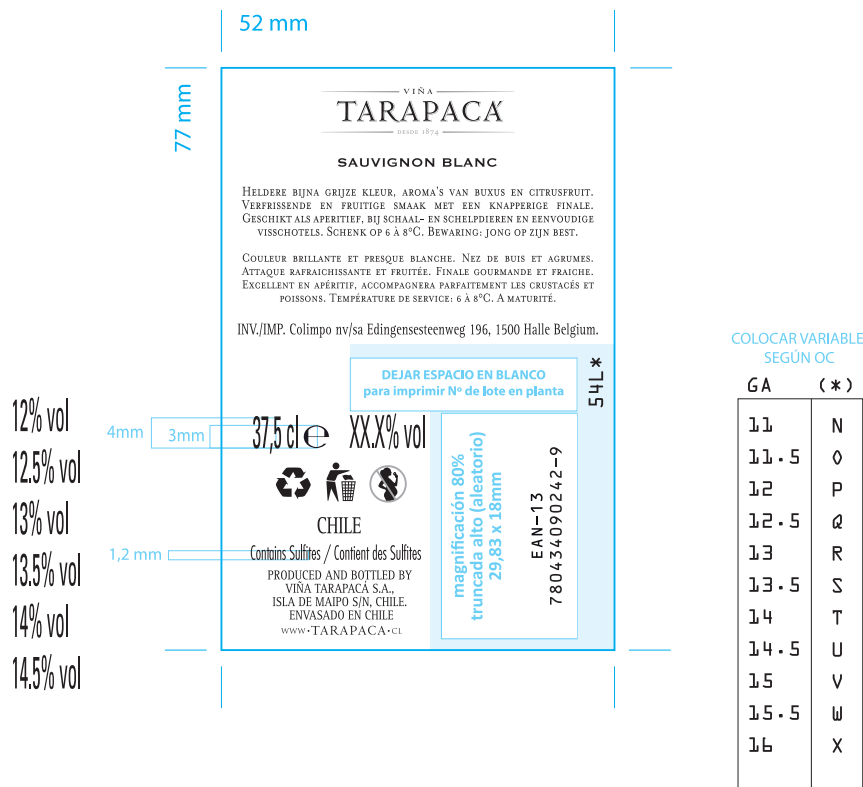 52 mm
77 mm
VIÑA
TARAPACÁ
DESDE 1874
SAUVIGNON BLANC
HELDERE BIJNA GRIJZE KLEUR, AROMA'S VAN BUXUS EN CITRUSFRUIT.
VERFRISSENDE EN FRUITIGE SMAAK MET EEN KNAPPERIGE FINALE.
GESCHIKT ALS APERITIEF, BIJ SCHAAL- EN SCHELPDIEREN EN EENVOUDIGE
VISSCHOTELS. SCHENK OP 6 À 8ºC. BEWARING: JONG OP ZIJN BEST.
COULEUR BRILLANTE ET PRESQUE BLANCHE. NEZ DE BUIS ET AGRUMES.
ATTAQUE RAFRAICHISSANTE ET FRUITÉE. FINALE GOURMANDE ET FRAICHE.
EXCELLENT EN APÉRITIF, ACCOMPAGNERA PARFAITEMENT LES CRUSTACÉS ET
POISSONS. TEMPÉRATURE DE SERVICE: 6 À 8ºC. A MATURITÉ.
INV./IMP. Colimpo nv/sa Edingensesteenweg 196, 1500 Halle Belgium.
DEJAR ESPACIO EN BLANCO
para imprimir Nº de lote en planta
54L*
4mm
3mm
37,5 cl e XX.X% vol
CHILE
1,2 mm
Contains Sulfites / Contient des Sulfites
PRODUCED AND BOTTLED BY
VIÑA TARAPACÁ S.A.,
ISLA DE MAIPO S/N, CHILE.
ENVASADO EN CHILE
WWW•TARAPACA•CL
magnificación 80%
truncada alto (aleatorio)
29,83 x 18mm
EAN-13
780434090242-9
12% vol
12.5% vol
13% vol
13.5% vol
14% vol
14.5% vol
COLOCAR VARIABLE
SEGÚN OC
GA (*)
11 N
11.5 O
12 P
12.5 Q
13 R
13.5 S
14 T
14.5 U
15 V
15.5 W
16 X